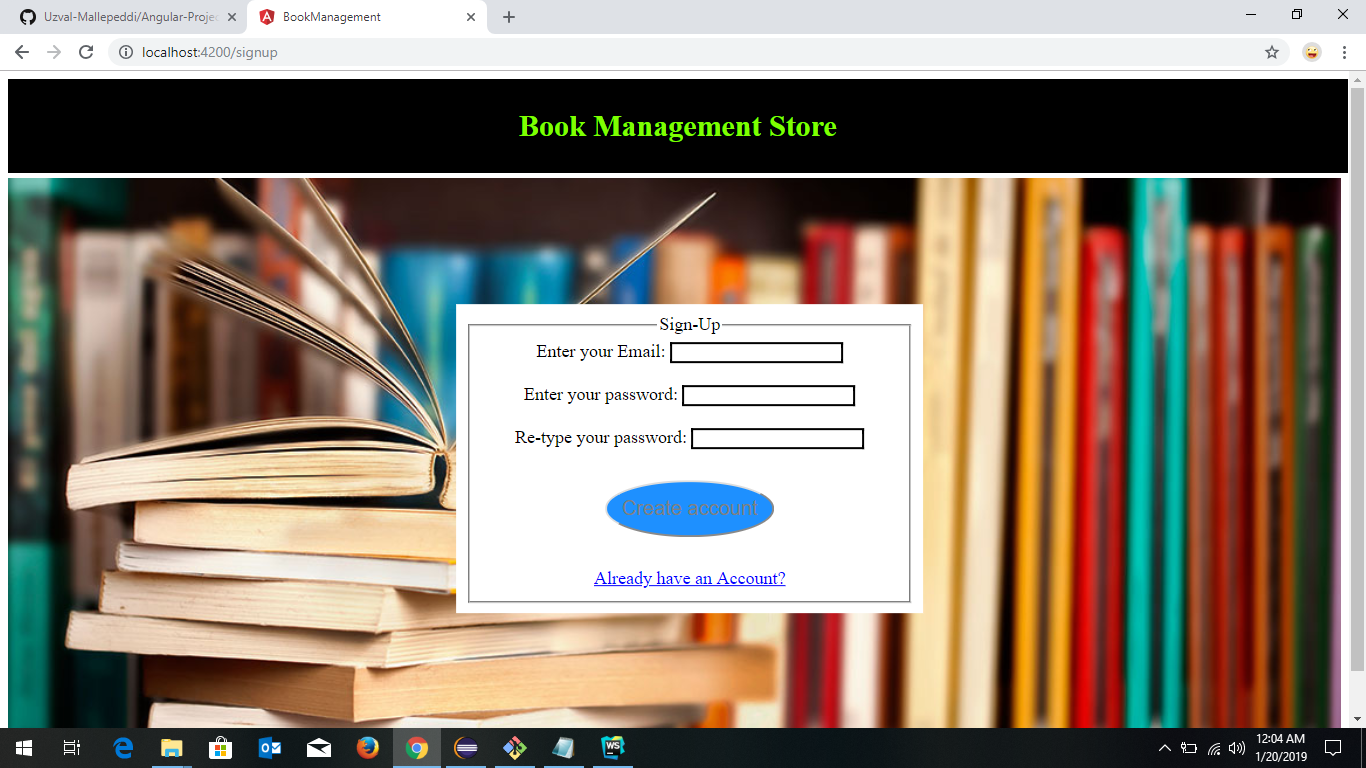 Uzval-Mallepeddi/Angular-Projec
BookManagement
localhost:4200/signup
Book Management Store
Sign-Up
Enter your Email:
Enter your password:
Re-type your password:
Create account
Already have an Account?
WS
12:04 AM
1/20/2019